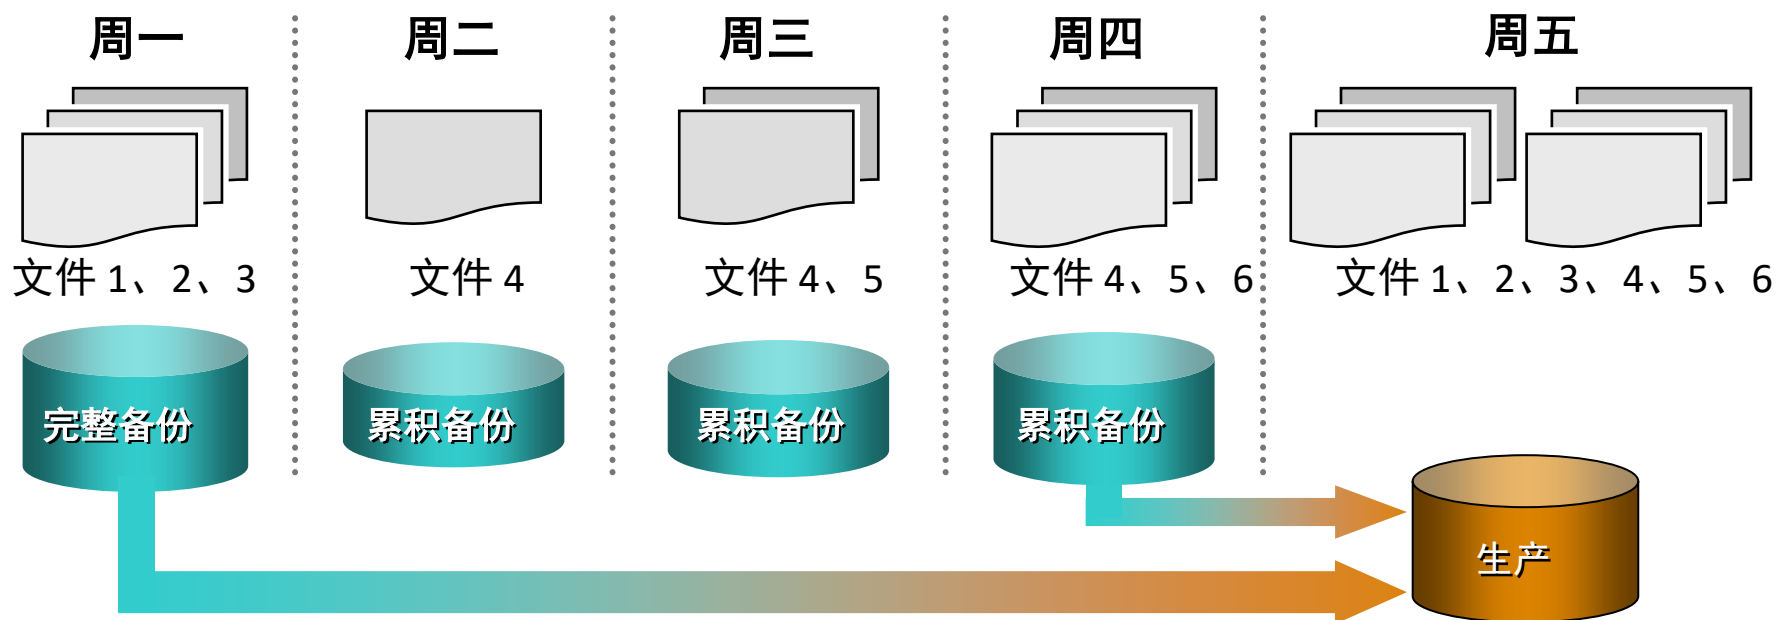 周一
周二
周三
周四
周五
文件 1、2、3
文件 4
文件 4、5
文件 4、5、6
文件 1、2、3、4、5、6
完整备份
累积备份
累积备份
累积备份
生产